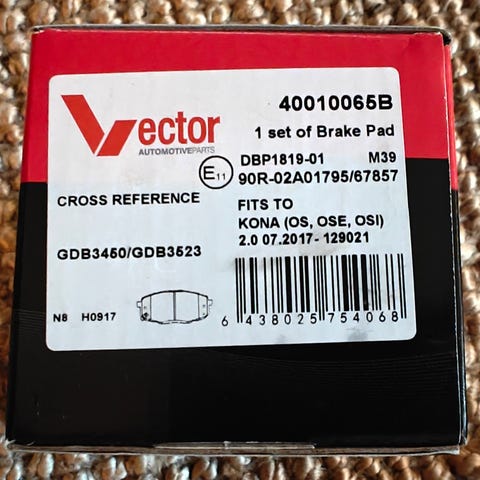 Vector
AUTOMOTIVEPARTS
40010065B
1 set of Brake Pad
DBP1819-01 M39
E11
90R-02A01795/67857
CROSS REFERENCE
GDB3450/GDB3523
FITS TO
KONA (OS, OSE, OSI)
2.0 07.2017- 129021
N8 H0917
6 438025 754068